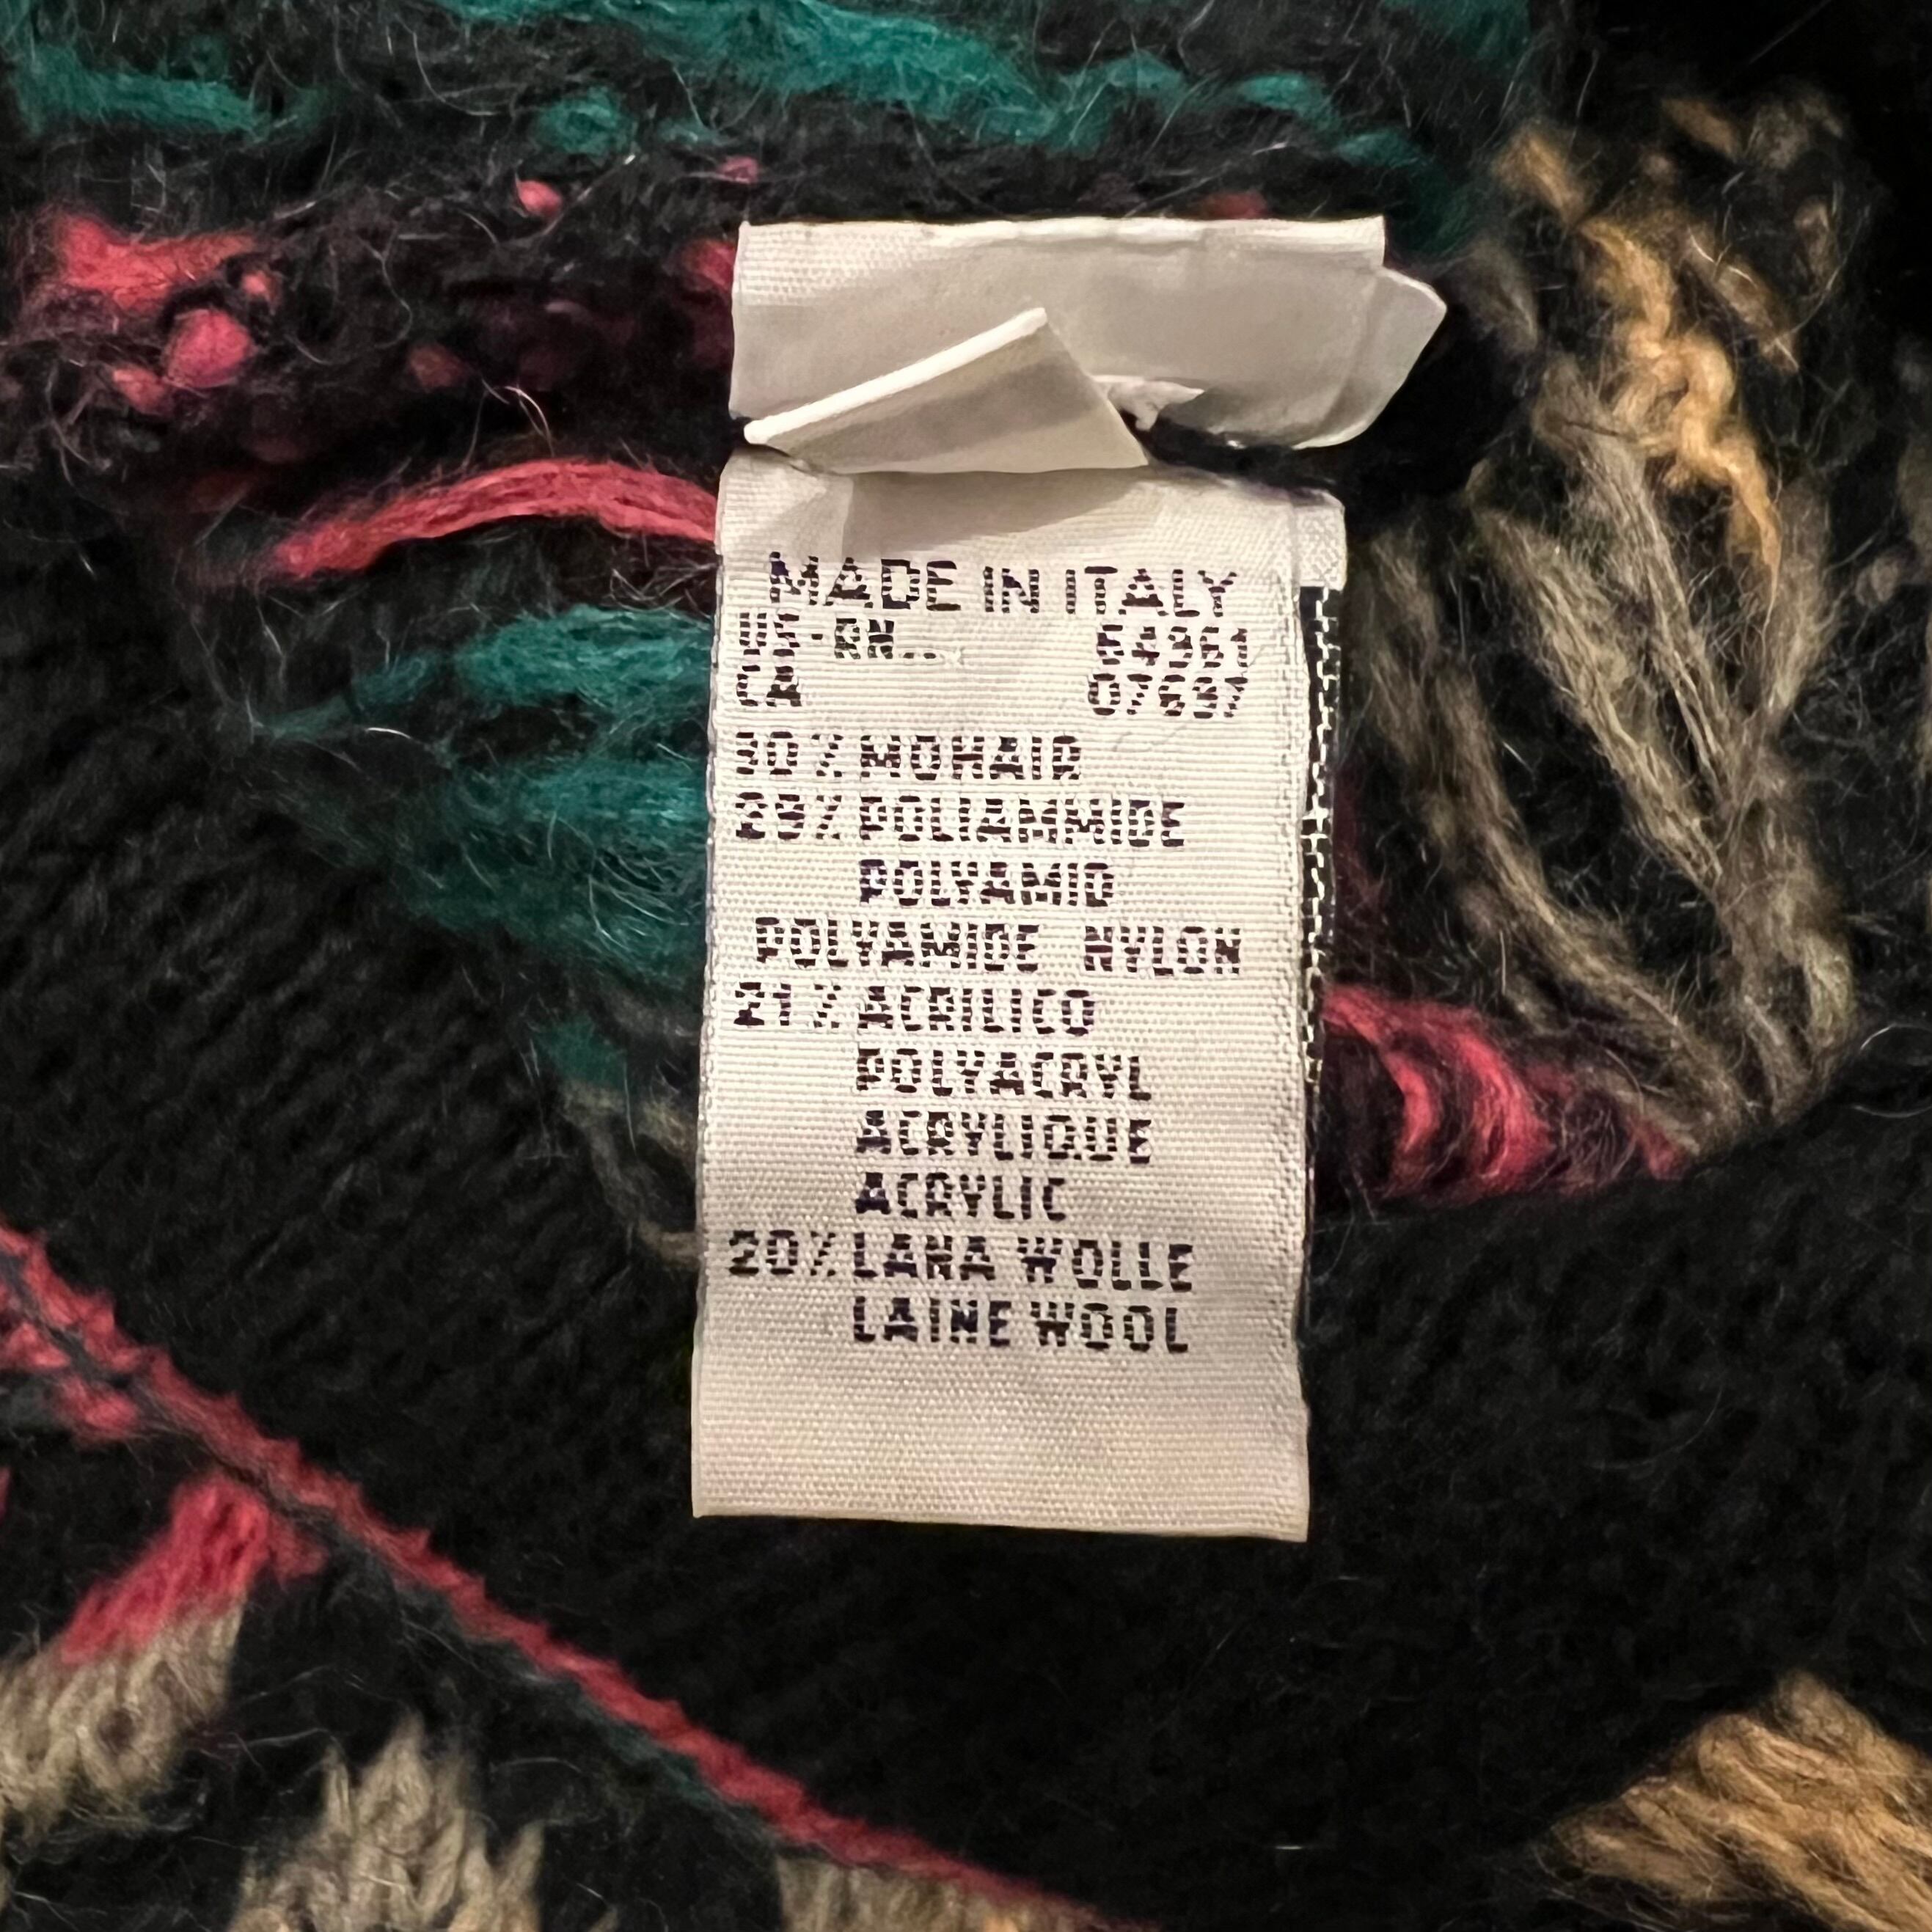 MADE IN ITALY
US-RN.. 54361
CA 07697
30% MOHAIR
29% POLIAMMIDE
POLYAMID
POLYAMIDE NYLON
21% ACRILICO
POLYACRYL
ACRYLIQUE
ACRYLIC
20% LANA WOLLE
LAINE WOOL